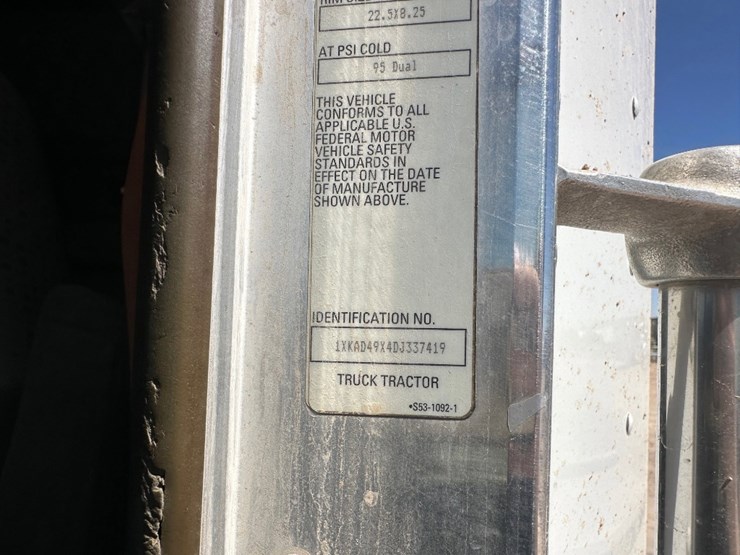 22.5X8.25
AT PSI COLD
95 Dual
THIS VEHICLE
CONFORMS TO ALL
APPLICABLE U.S.
FEDERAL MOTOR
VEHICLE SAFETY
STANDARDS IN
EFFECT ON THE DATE
OF MANUFACTURE
SHOWN ABOVE.
IDENTIFICATION NO.
1XKAD49X4DJ337419
TRUCK TRACTOR
•S53-1092-1